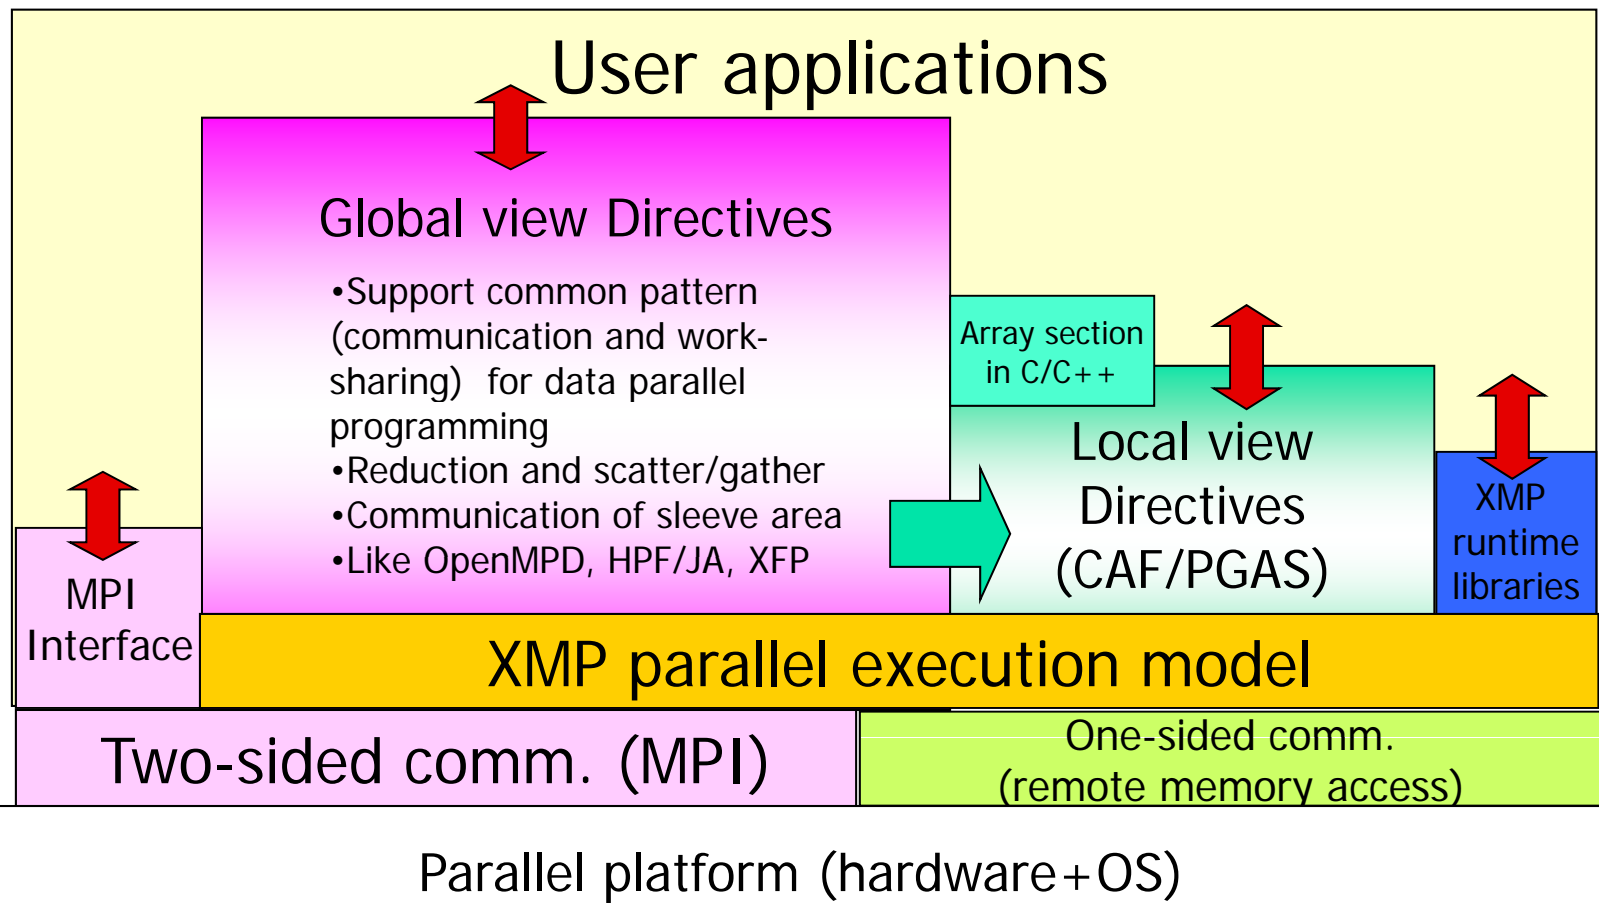 User applications
Global view Directives
•Support common pattern
(communication and work-
sharing) for data parallel
programming
•Reduction and scatter/gather
•Communication of sleeve area
•Like OpenMPD, HPF/JA, XFP
Array section
in C/C++
Local view
Directives
(CAF/PGAS)
XMP
runtime
libraries
MPI
Interface
XMP parallel execution model
Two-sided comm. (MPI)
One-sided comm.
(remote memory access)
Parallel platform (hardware+OS)